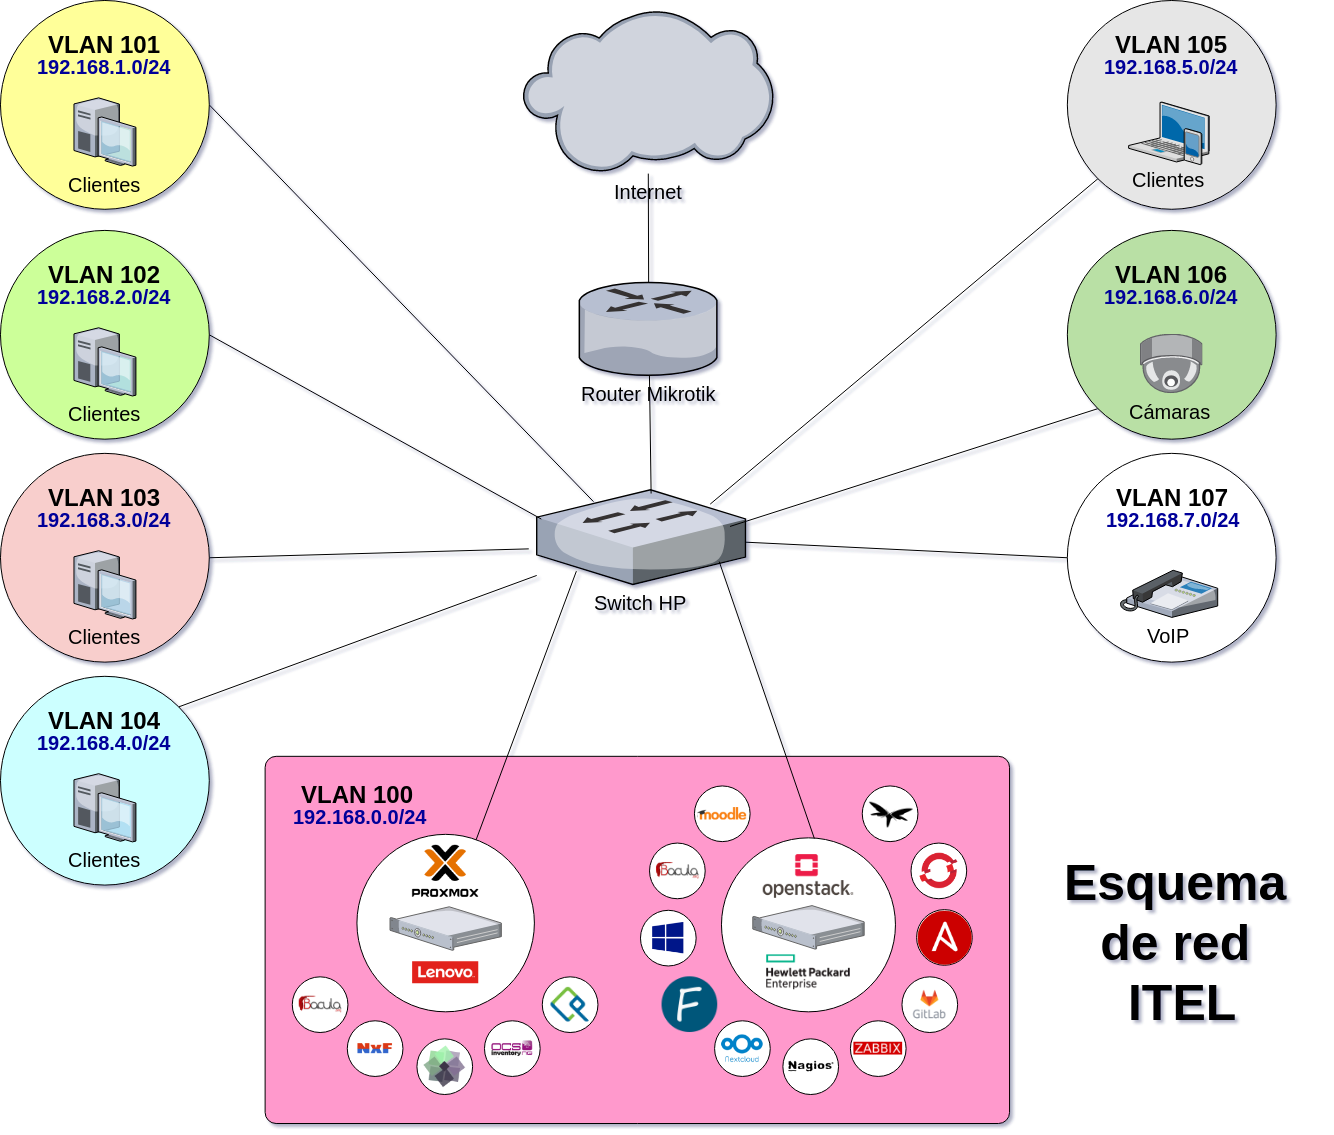 VLAN 101
192.168.1.0/24
Clientes
VLAN 102
192.168.2.0/24
Clientes
VLAN 103
192.168.3.0/24
Clientes
VLAN 104
192.168.4.0/24
Clientes
Internet
Router Mikrotik
Switch HP
VLAN 105
192.168.5.0/24
Clientes
VLAN 106
192.168.6.0/24
Cámaras
VLAN 107
192.168.7.0/24
VoIP
VLAN 100
192.168.0.0/24
PROXMOX
Lenovo
Bacula
NxF
OCS
inventory ng
moodle
Bacula
openstack.
Hewlett Packard
Enterprise
F
nextcloud
Nagios
ZABBIX
GitLab
A
Esquema
de red
ITEL